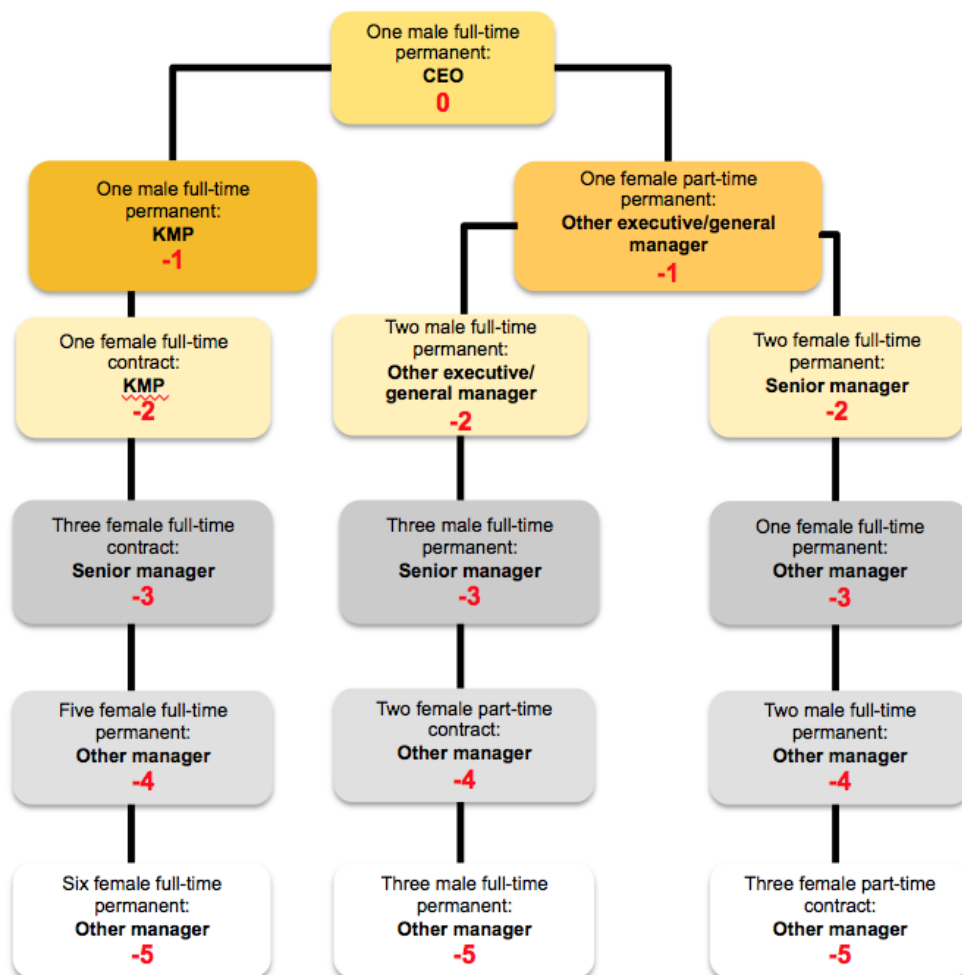 One male full-time
permanent:
CEO
0
One male full-time
permanent:
KMP
-1
One female part-time
permanent:
Other executive/general
manager
-1
One female full-time
contract:
KMP
-2
Two male full-time
permanent:
Other executive/
general manager
-2
Two female full-time
permanent:
Senior manager
-2
Three female full-time
contract:
Senior manager
-3
Three male full-time
permanent:
Senior manager
-3
One female full-time
permanent:
Other manager
-3
Five female full-time
permanent:
Other manager
-4
Two female part-time
contract:
Other manager
-4
Two male full-time
permanent:
Other manager
-4
Six female full-time
permanent:
Other manager
-5
Three male full-time
permanent:
Other manager
-5
Three female part-time
contract:
Other manager
-5